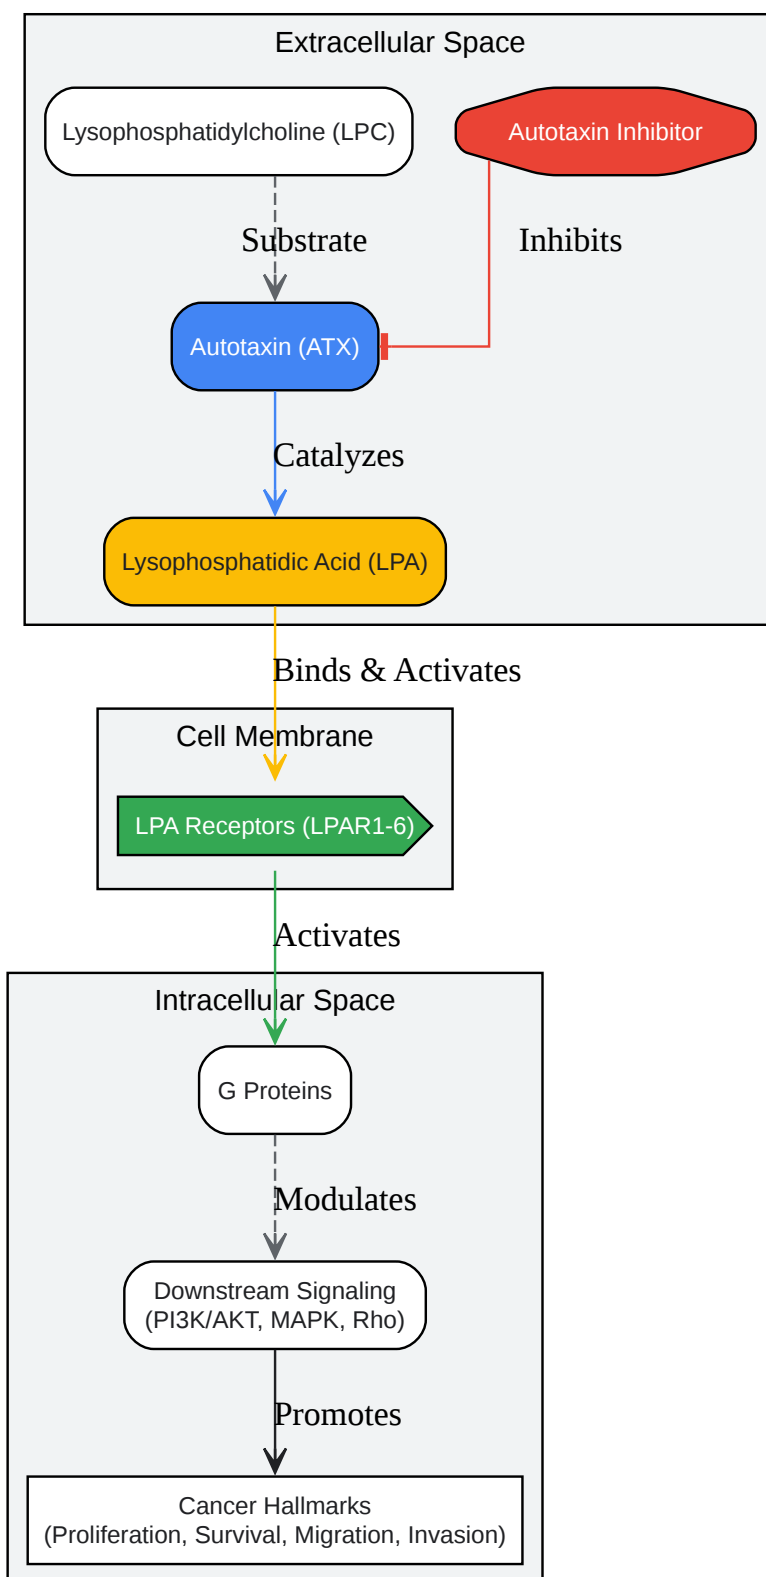 Extracellular Space
Lysophosphatidylcholine (LPC)
Autotaxin Inhibitor
Substrate
Inhibits
Autotaxin (ATX)
Catalyzes
Lysophosphatidic Acid (LPA)
Binds & Activates
Cell Membrane
LPA Receptors (LPAR1-6)
Activates
Intracellular Space
G Proteins
Modulates
Downstream Signaling
(PI3K/AKT, MAPK, Rho)
Promotes
Cancer Hallmarks
(Proliferation, Survival, Migration, Invasion)